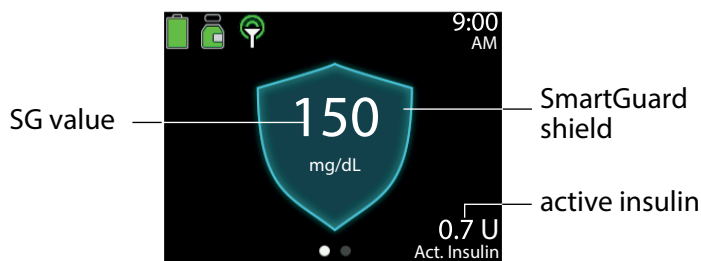 9:00
AM
SG value
150
mg/dL
SmartGuard
shield
active insulin
0.7 U
Act. Insulin